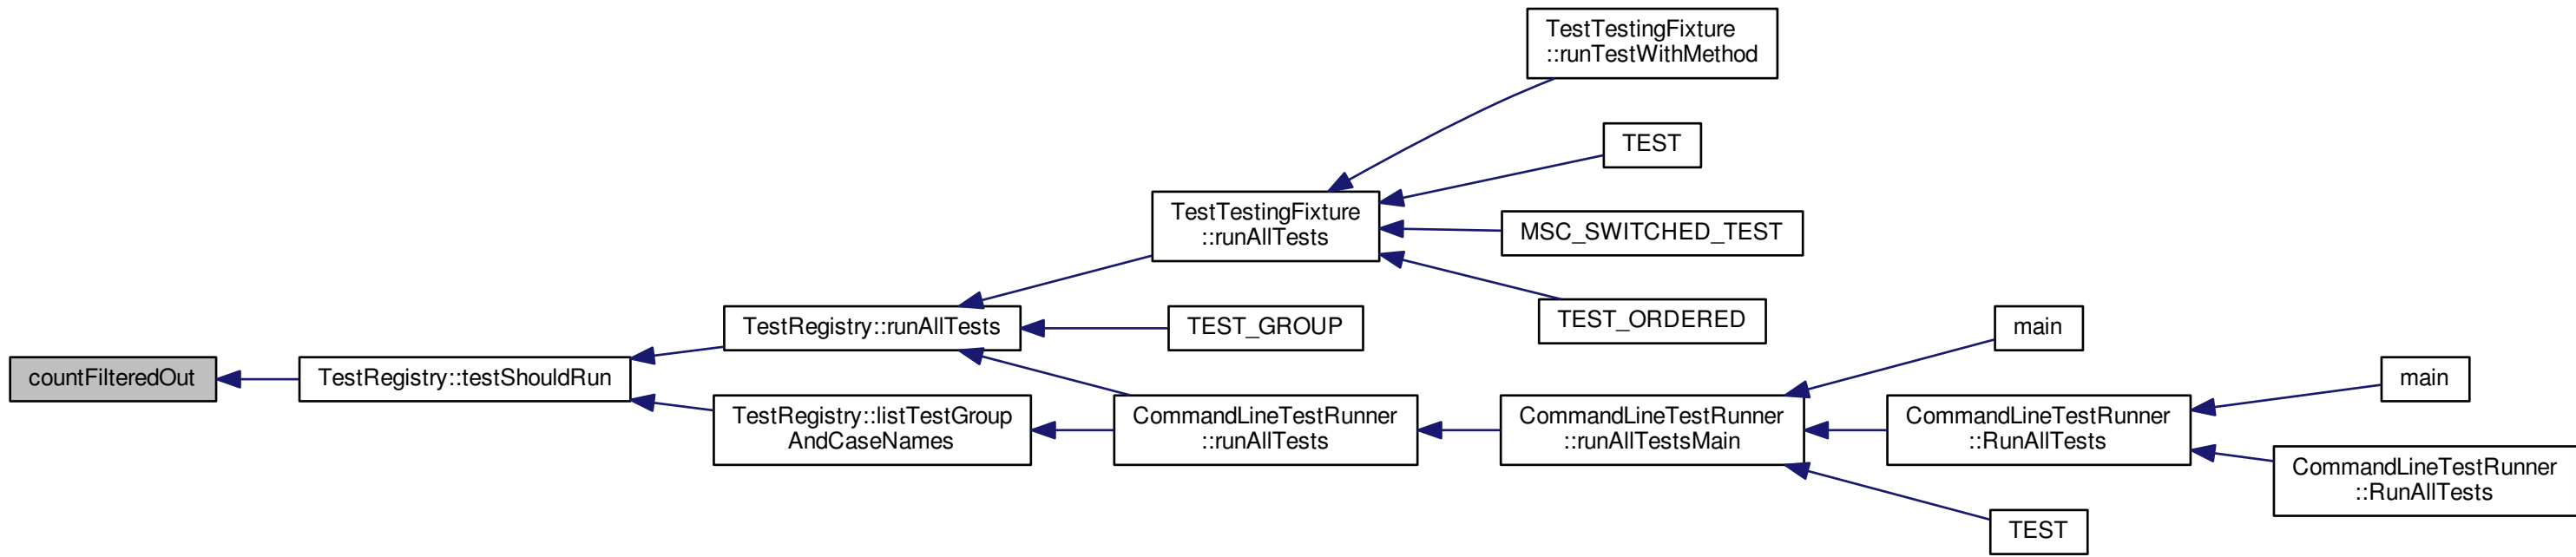 TestTestingFixture
::runTestWithMethod
TEST
TestTestingFixture
::runAllTests
MSC_SWITCHED_TEST
TEST_ORDERED
TestRegistry::runAllTests
TEST_GROUP
main
countFilteredOut
TestRegistry::testShouldRun
main
TestRegistry::listTestGroup
AndCaseNames
CommandLineTestRunner
::runAllTests
CommandLineTestRunner
::runAllTestsMain
CommandLineTestRunner
::RunAllTests
CommandLineTestRunner
::RunAllTests
TEST